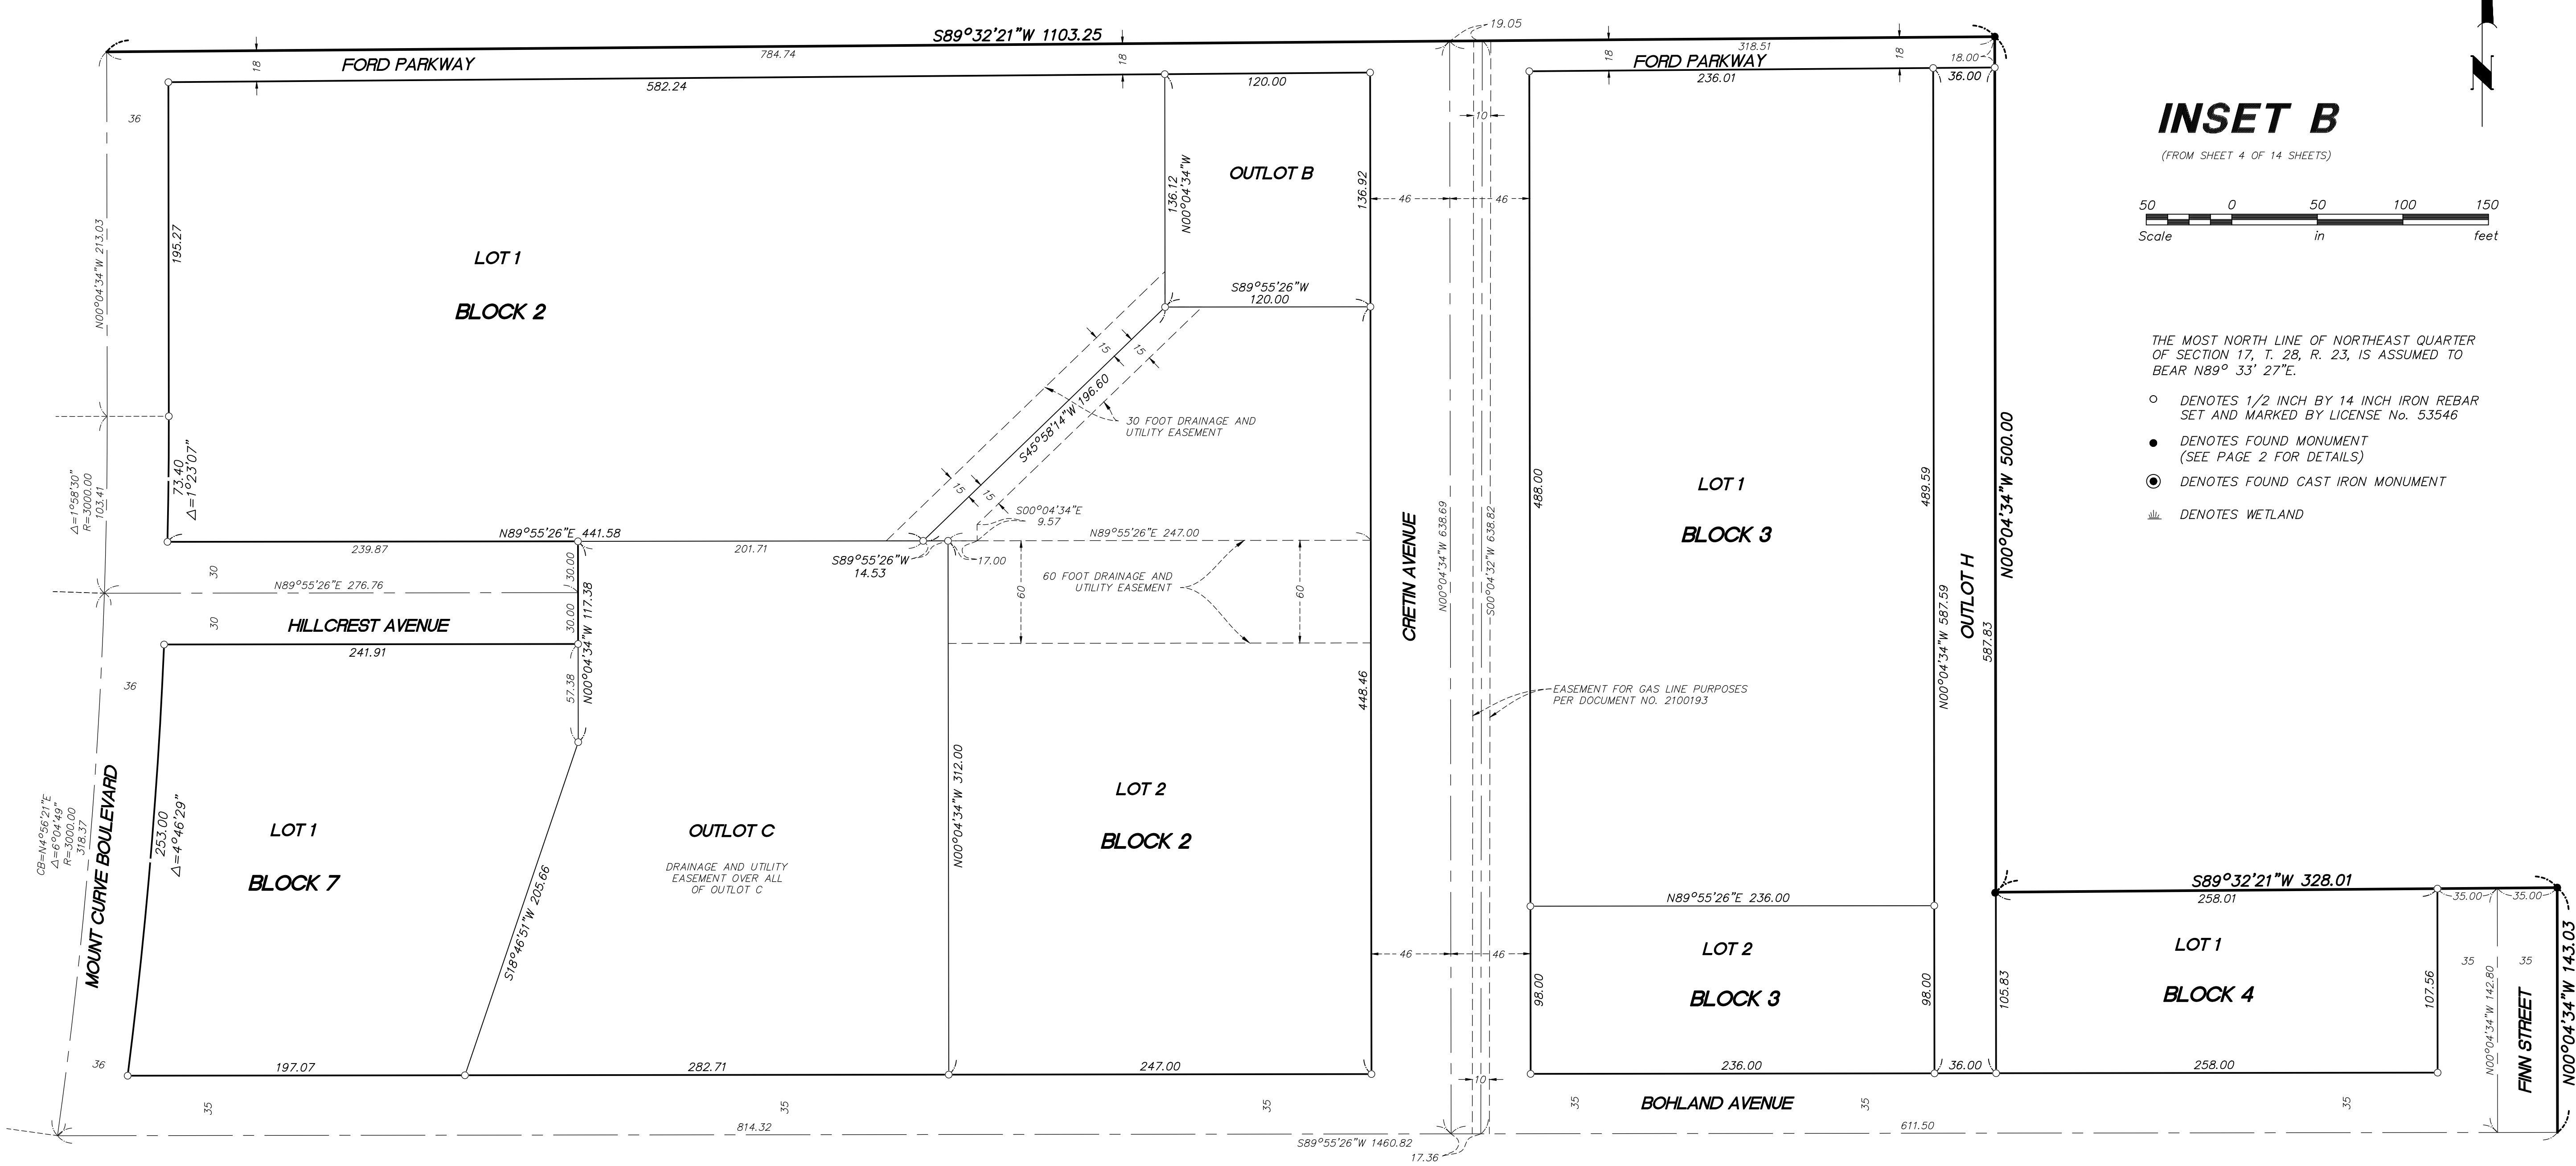 S89°32'21"W 1103.25
19.05
784.74
318.51
FORD PARKWAY
FORD PARKWAY
18
18
18
18
18.00
582.24
120.00
236.01
36.00
36
10
N
INSET B
(FROM SHEET 4 OF 14 SHEETS)
50 0 50 100 150
Scale in feet
THE MOST NORTH LINE OF NORTHEAST QUARTER
OF SECTION 17, T. 28, R. 23, IS ASSUMED TO
BEAR N89° 33' 27"E.
DENOTES 1/2 INCH BY 14 INCH IRON REBAR
SET AND MARKED BY LICENSE No. 53546
DENOTES FOUND MONUMENT
(SEE PAGE 2 FOR DETAILS)
DENOTES FOUND CAST IRON MONUMENT
DENOTES WETLAND
N00°04'34"W 213.03
195.27
LOT 1
BLOCK 2
136.12
N00°04'34"W
OUTLOT B
136.92
46
46
S89°55'26"W
120.00
15
15
S45°58'14"W 196.60
30 FOOT DRAINAGE AND
UTILITY EASEMENT
15
15
S00°04'34"E
9.57
Δ=1°58'30"
R=3000.00
103.41
73.40
Δ=1°23'07"
N89°55'26"E 441.58
239.87
201.71
S89°55'26"W
14.53
17.00
N89°55'26"E 247.00
30
N89°55'26"E 276.76
30
30.00
30.00
N00°04'34"W 117.38
57.38
HILLCREST AVENUE
241.91
36
60 FOOT DRAINAGE AND
UTILITY EASEMENT
60
60
CRETIN AVENUE
N00°04'34"W 638.69
S00°04'32"W 638.82
448.46
EASEMENT FOR GAS LINE PURPOSES
PER DOCUMENT NO. 2100193
488.00
LOT 1
BLOCK 3
489.59
N00°04'34"W 587.59
OUTLOT H
587.83
N00°04'34"W 500.00
CB=N4°56'21"E
Δ=6°04'49"
R=3000.00
318.37
MOUNT CURVE BOULEVARD
253.00
Δ=4°46'29"
LOT 1
BLOCK 7
S18°46'51"W 205.66
OUTLOT C
DRAINAGE AND UTILITY
EASEMENT OVER ALL
OF OUTLOT C
N00°04'34"W 312.00
LOT 2
BLOCK 2
46
46
N89°55'26"E 236.00
LOT 2
BLOCK 3
98.00
98.00
105.83
S89°32'21"W 328.01
258.01
35.00
35.00
LOT 1
BLOCK 4
107.56
35
35
N00°04'34"W 142.80
FINN STREET
N00°04'34"W 143.03
36
197.07
282.71
247.00
10
236.00
36.00
258.00
35
35
35
35
BOHLAND AVENUE
35
35
814.32
S89°55'26"W 1460.82
17.36
611.50